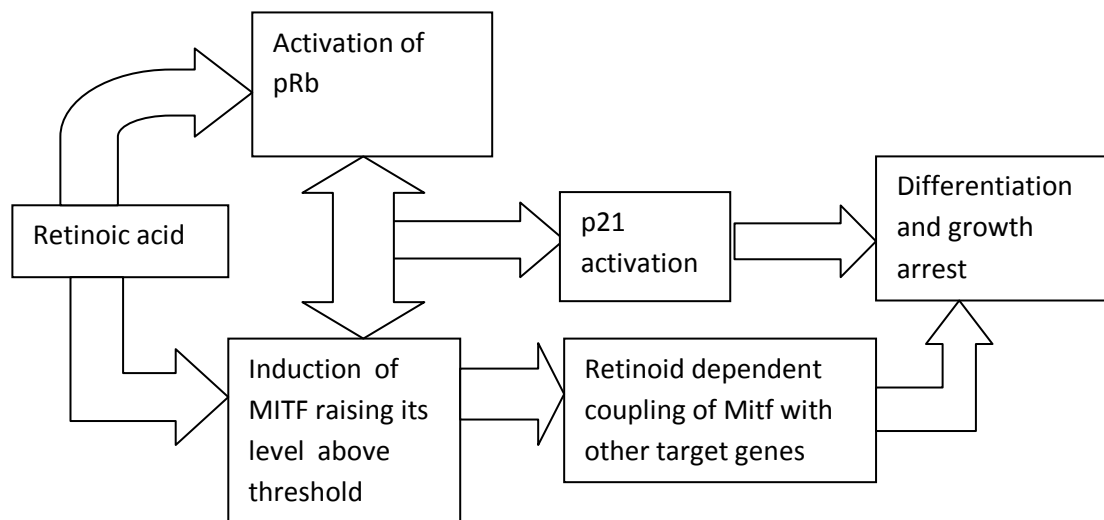 Activation of
pRb
Retinoic acid
p21
activation
Differentiation
and growth
arrest
Induction of
MITF raising its
level above
threshold
Retinoid dependent
coupling of Mitf with
other target genes